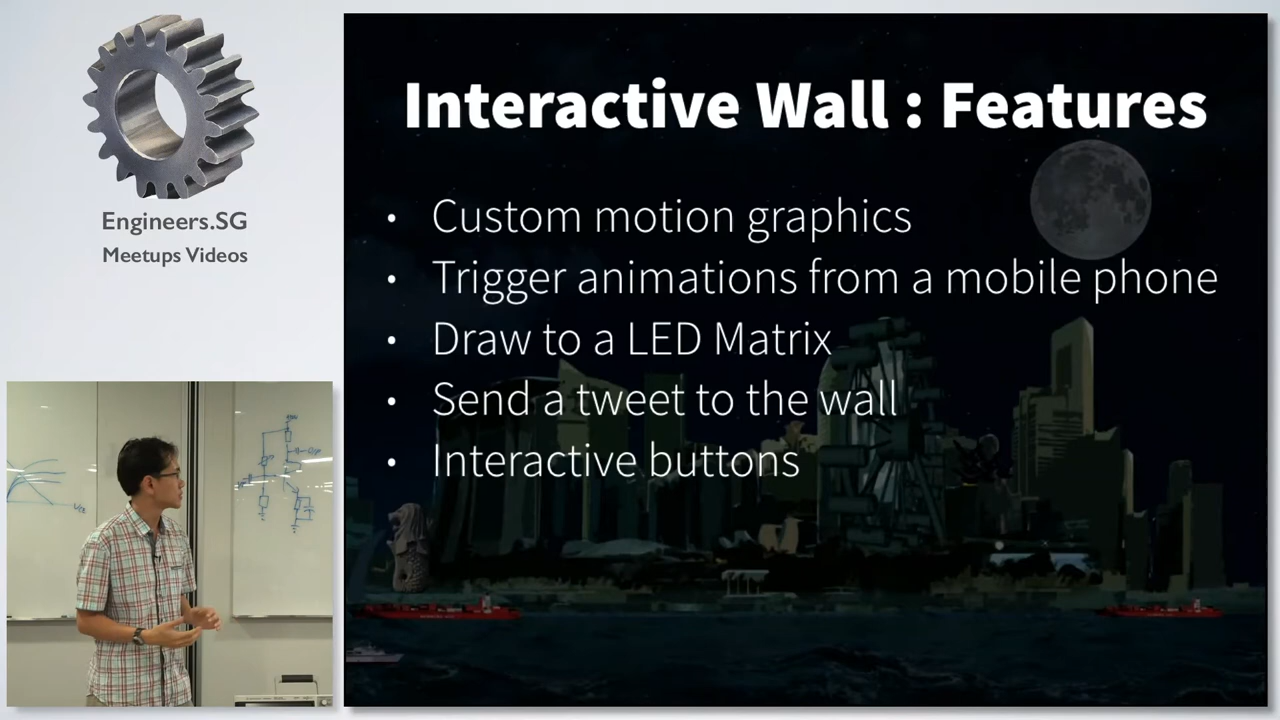 Engineers.SG
Meetups Videos
Interactive Wall : Features
• Custom motion graphics
• Trigger animations from a mobile phone
• Draw to a LED Matrix
• Send a tweet to the wall
• Interactive buttons